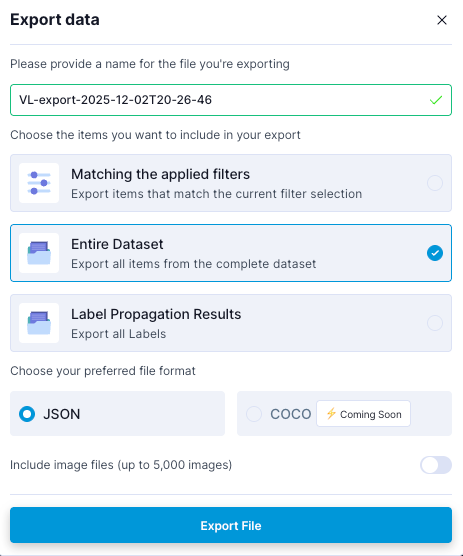 Export data
Please provide a name for the file you're exporting
VL-export-2025-12-02T20-26-46
Choose the items you want to include in your export
Matching the applied filters
Export items that match the current filter selection
Entire Dataset
Export all items from the complete dataset
Label Propagation Results
Export all Labels
Choose your preferred file format
JSON
COCO
Coming Soon
Include image files (up to 5,000 images)
Export File